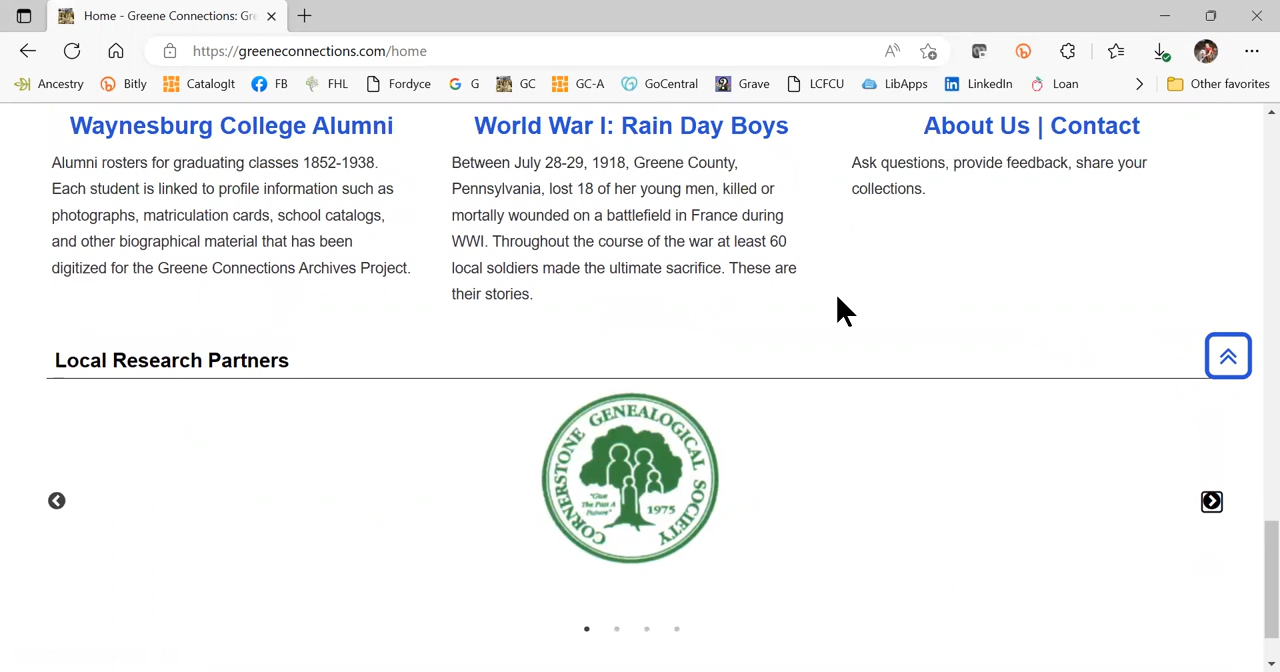 Home - Greene Connections: Gre
https://greeneconnections.com/home
Ancestry
Bitly
CatalogIt
FB
FHL
Fordyce
G
GC
GC-A
GoCentral
Grave
LCFCU
LibApps
LinkedIn
Loan
Other favorites
Waynesburg College Alumni
Alumni rosters for graduating classes 1852-1938.
Each student is linked to profile information such as
photographs, matriculation cards, school catalogs,
and other biographical material that has been
digitized for the Greene Connections Archives Project.
World War I: Rain Day Boys
Between July 28-29, 1918, Greene County,
Pennsylvania, lost 18 of her young men, killed or
mortally wounded on a battlefield in France during
WWI. Throughout the course of the war at least 60
local soldiers made the ultimate sacrifice. These are
their stories.
About Us | Contact
Ask questions, provide feedback, share your
collections.
Local Research Partners
CORNERSTONE GENEALOGICAL SOCIETY
"Give
The Past A
Future"
1975